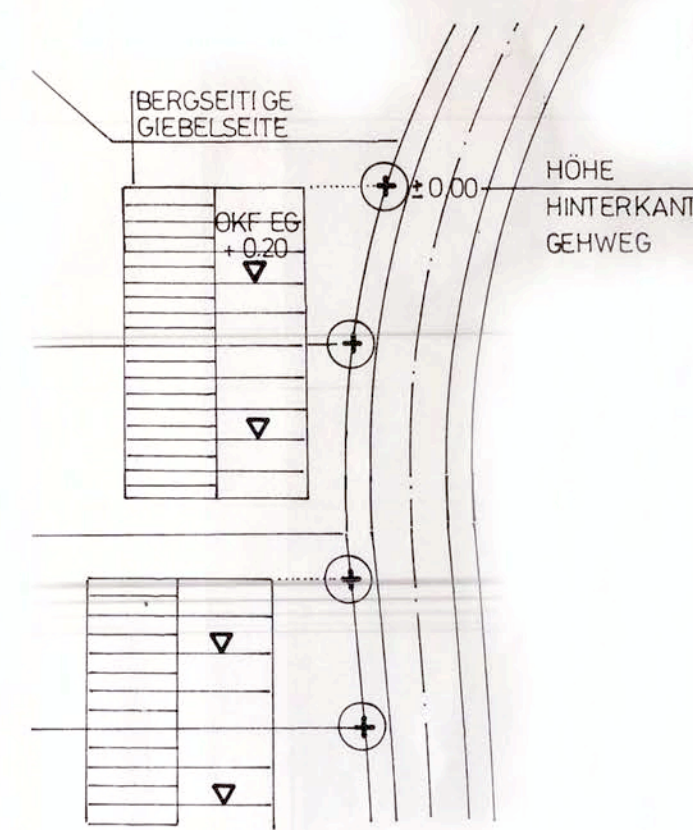 BERGSEITIGE
GIEBELSEITE
± 0.00
HÖHE
HINTERKANT
GEHWEG
OKF EG
+ 0.20